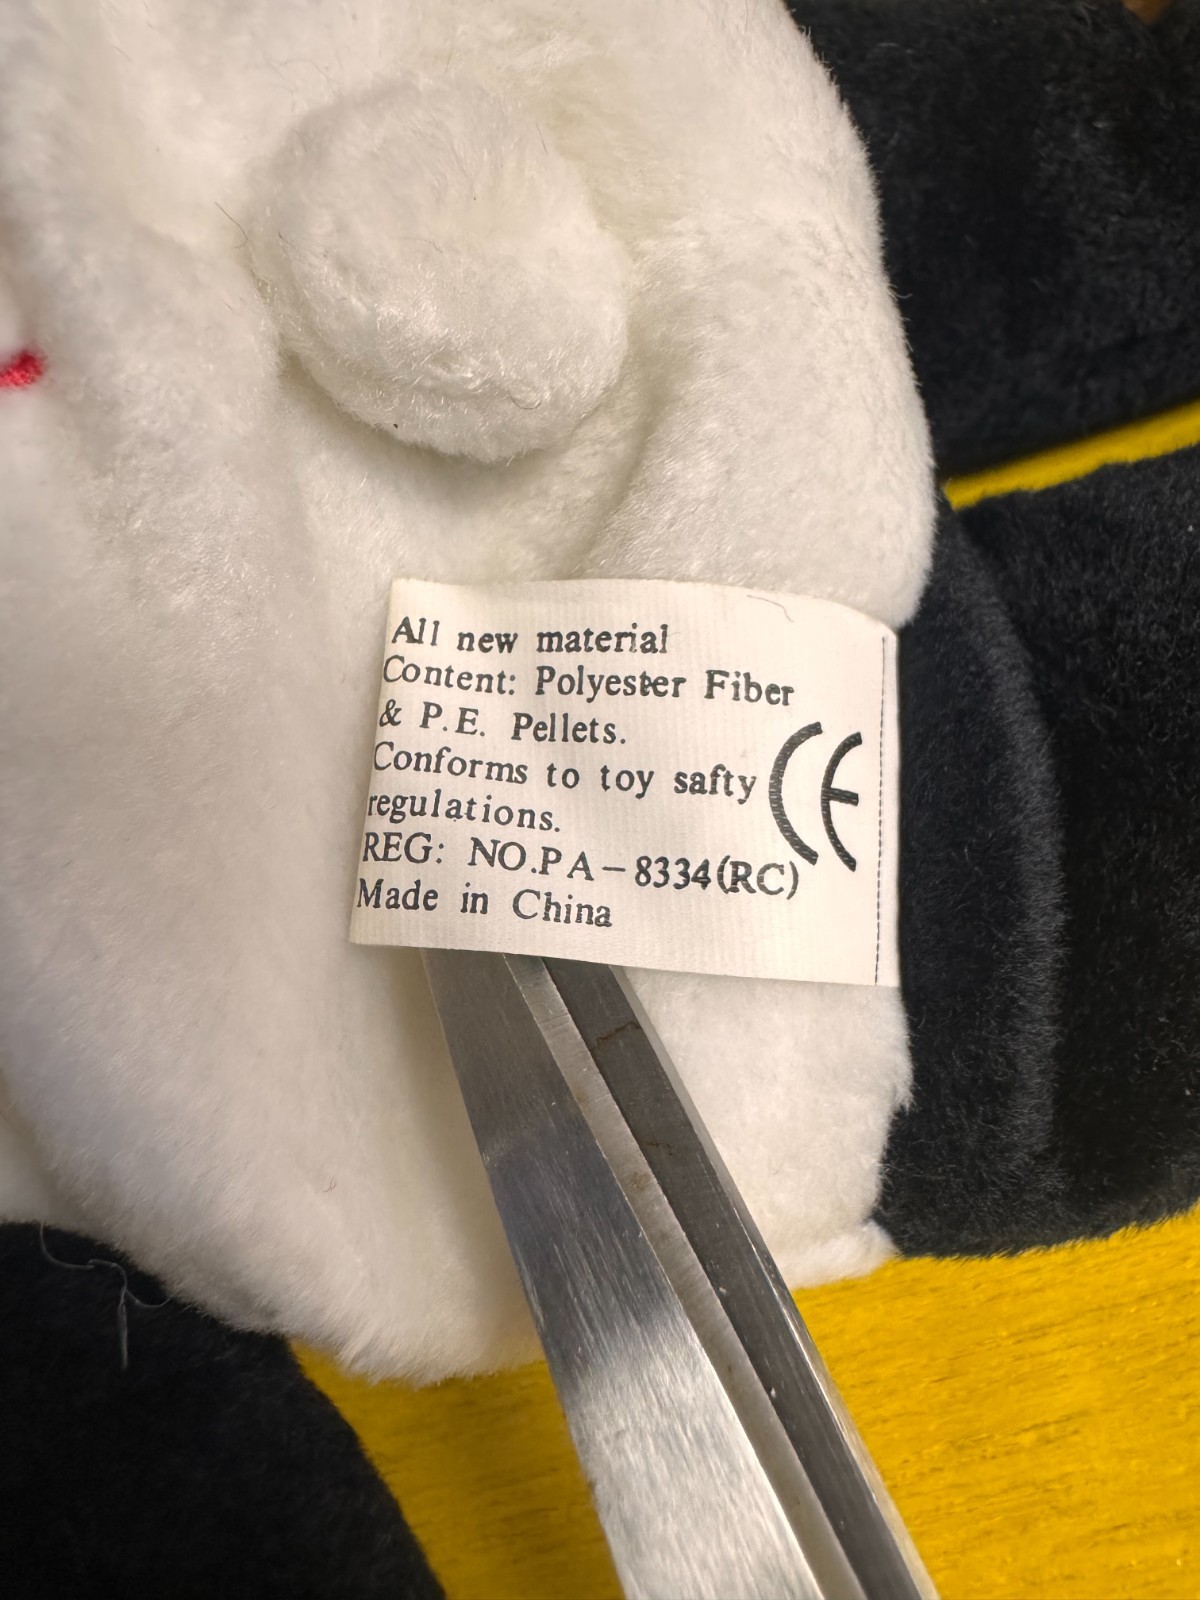 All new material
Content: Polyester Fiber
& P.E. Pellets.
Conforms to toy safty
regulations.
REG: NO.PA-8334(RC)
Made in China
CE